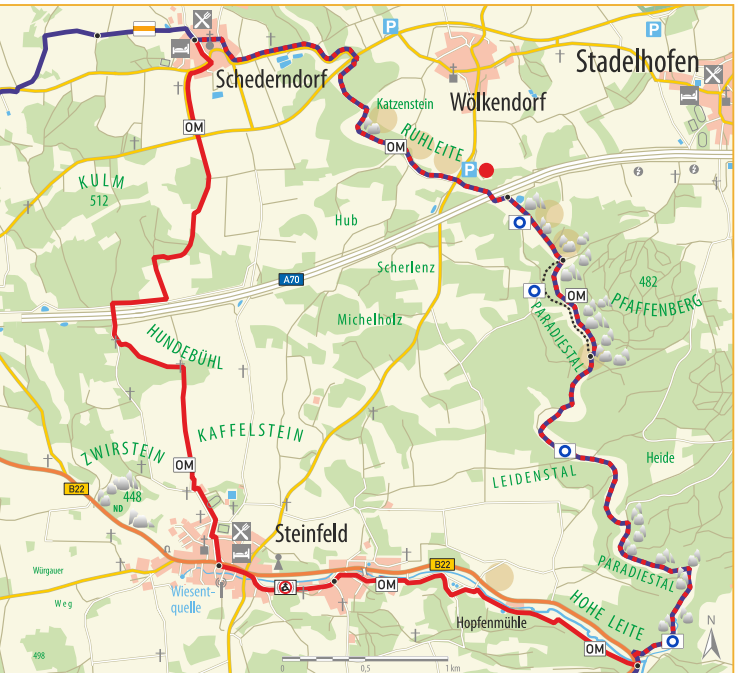 Stadelhofen
P
P
Schederndorf
Katzenstein
Wölkendorf
OM
OM
RUHLEITE
P
KULM
512
Hub
Scherlenz
A70
482
PFAFFENBERG
OM
PARADIESTAL
Michelholz
HUNDEBÜHL
KAFFELSTEIN
ZWIRSTEIN
OM
Heide
LEIDENSTAL
B22
448
ND
Steinfeld
Würgauer
Weg
B22
PARADIESTAL
Wiesent-
quelle
OM
HOHE LEITE
Hopfenmühle
N
OM
498
0
0,5
1 km